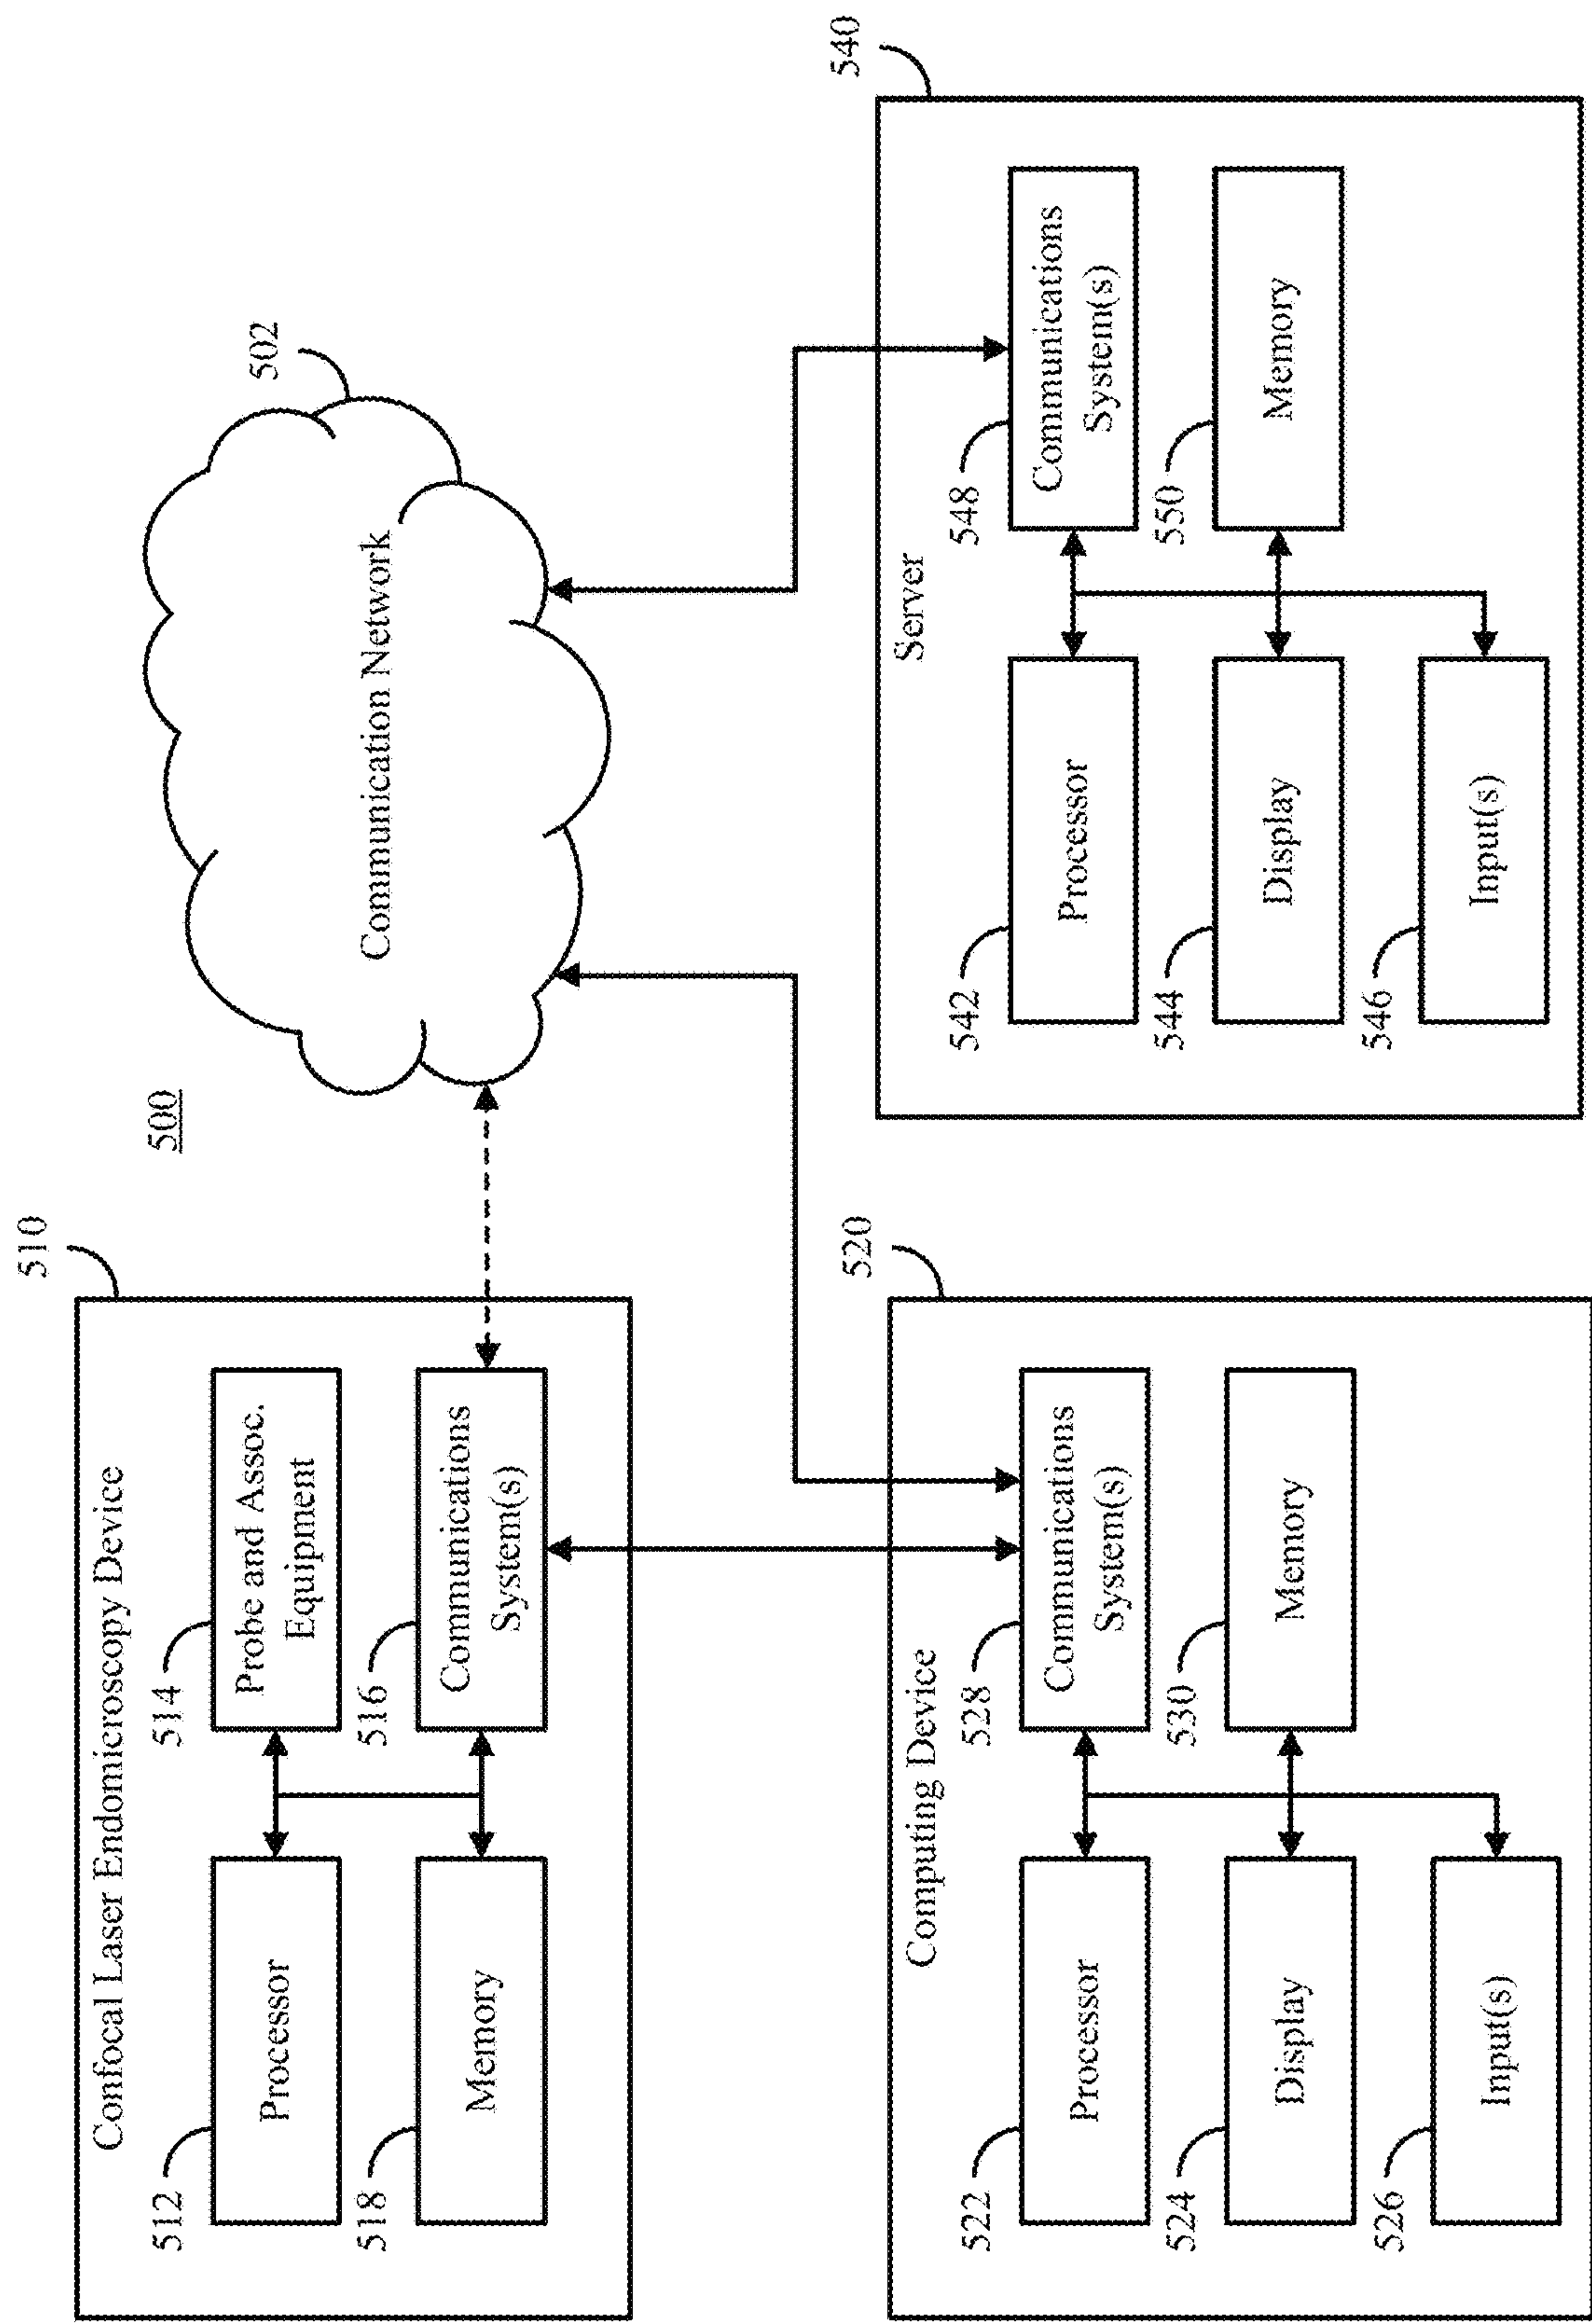 500
510
Confocal Laser Endomicroscopy Device
512
Processor
514
Probe and Assoc.
Equipment
518
Memory
516
Communications
System(s)
502
Communication Network
520
Computing Device
522
Processor
528
Communications
System(s)
524
Display
530
Memory
526
Input(s)
540
Server
542
Processor
548
Communications
System(s)
544
Display
550
Memory
546
Input(s)